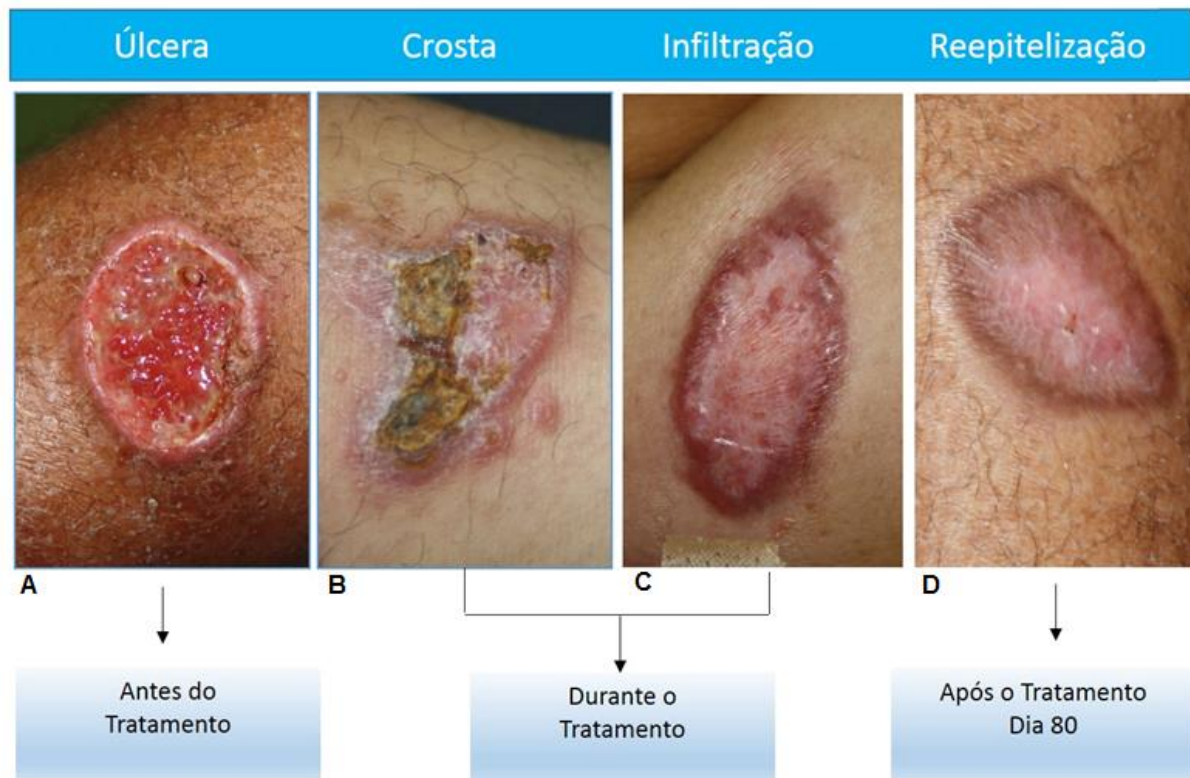 Úlcera
Crosta
Infiltração
Reepitelização
A
B
C
D
Antes do
Tratamento
Durante o
Tratamento
Após o Tratamento
Dia 80